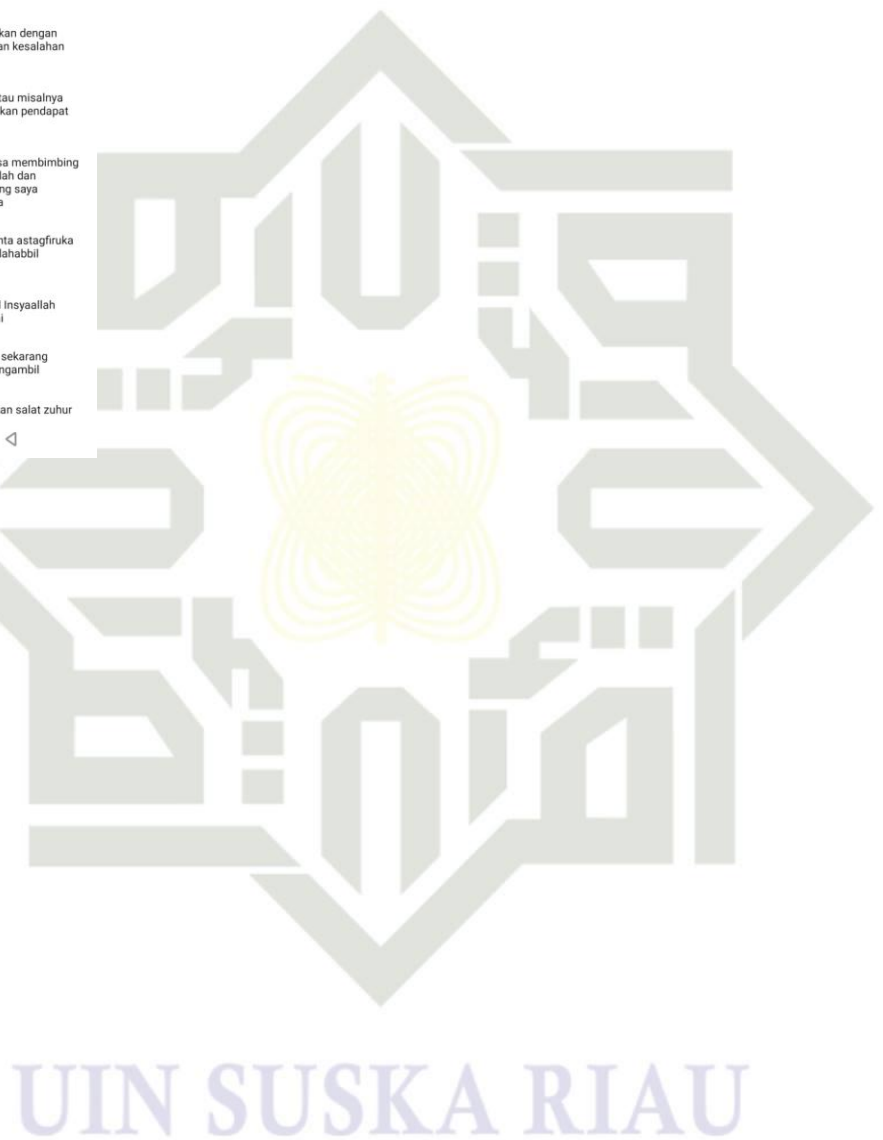 kan dengan
an kesalahan
tau misalnya
kan pendapat
sa membimbing
lah dan
ng saya
a
nta astagfiruka
lahabbil
l Insyaallah
i
sekarang
ngambil
an salat zuhur
UIN SUSKA RIAU